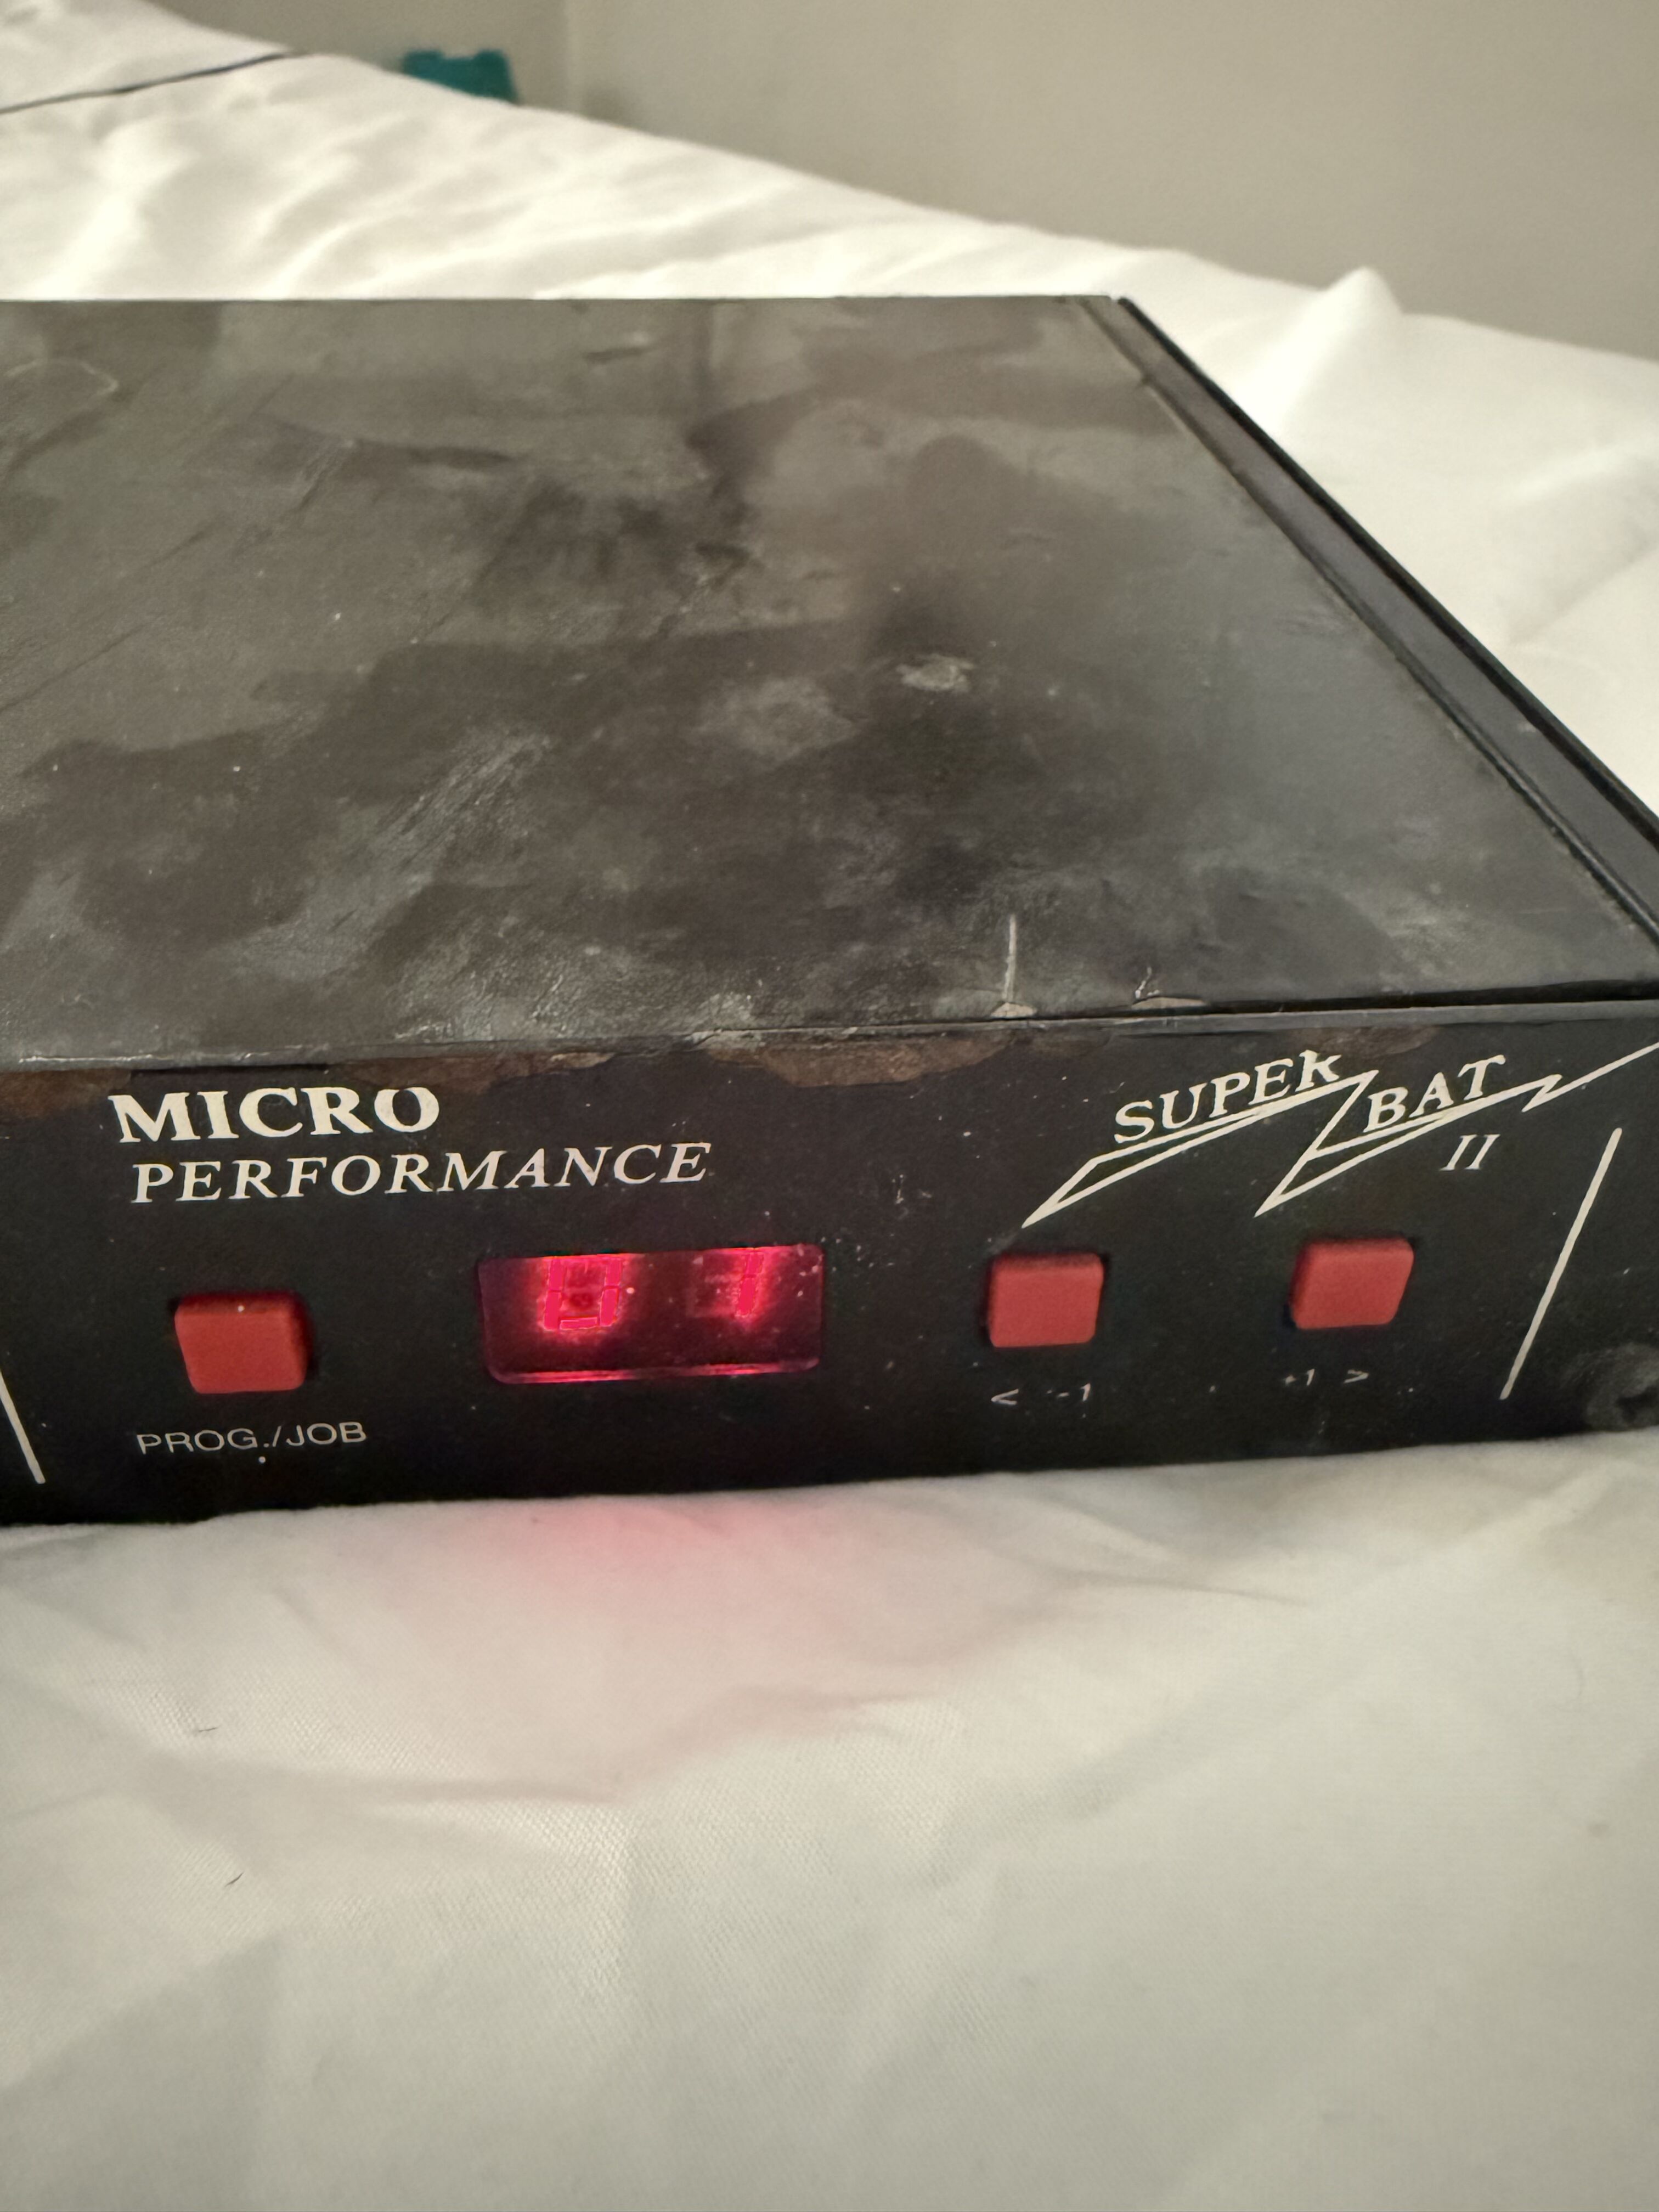 MICRO
PERFORMANCE
SUPER BAT
II
PROG./JOB
< -1
+1 >